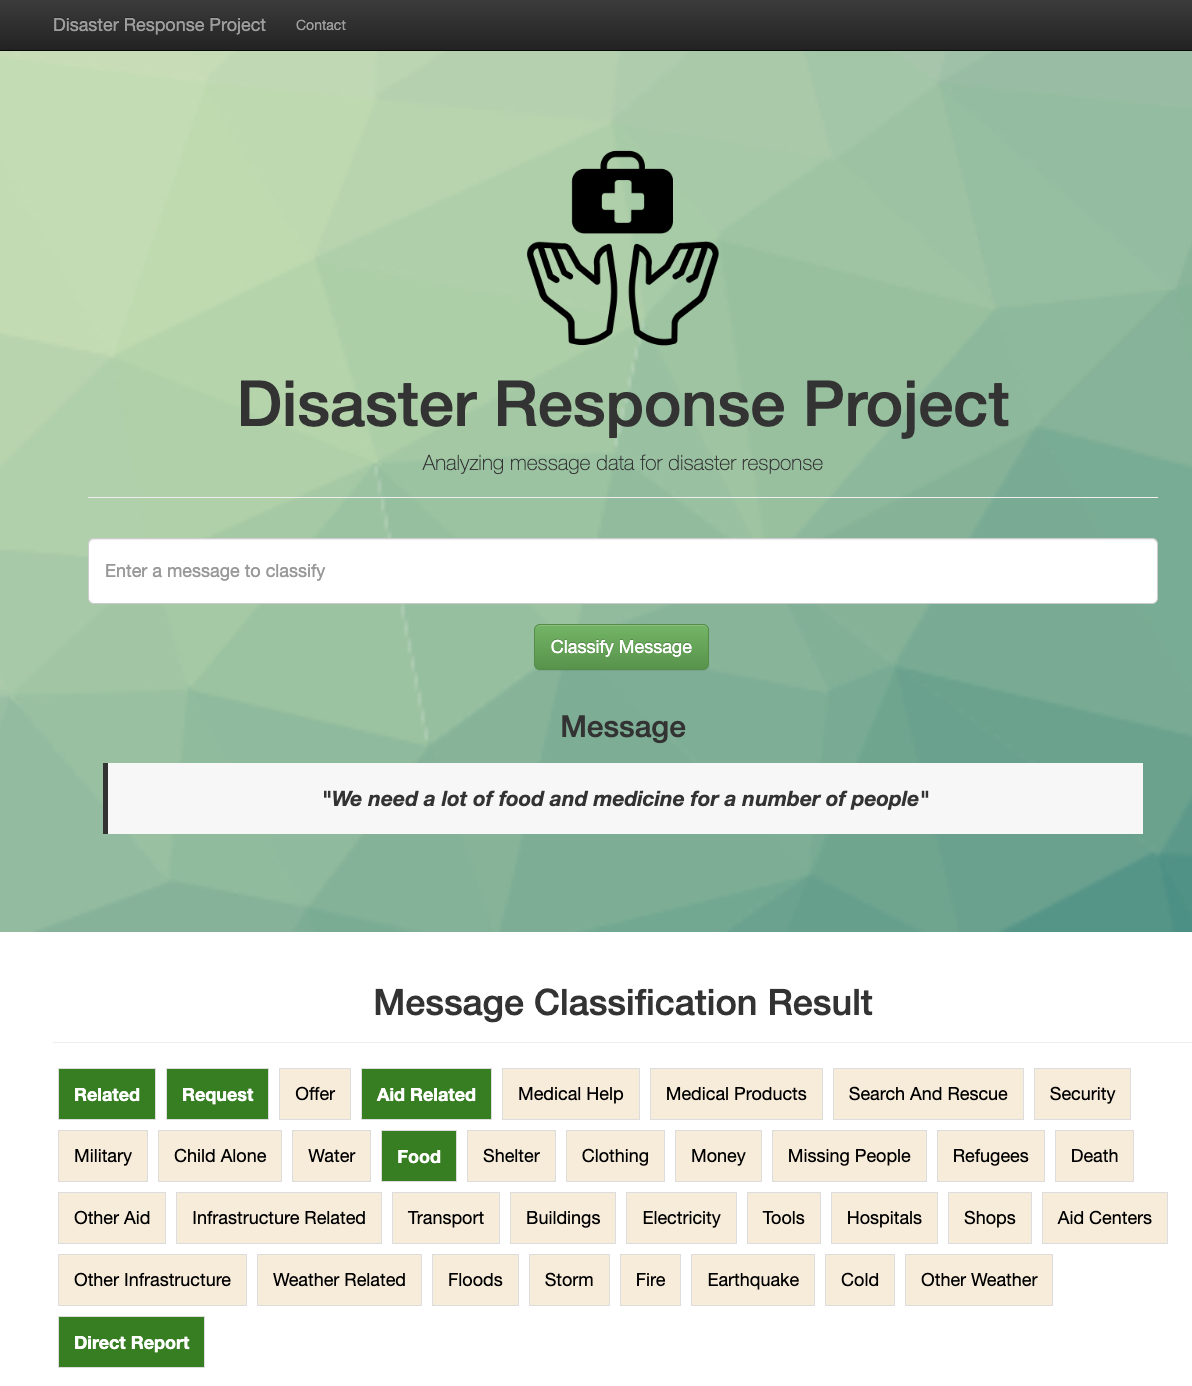 Disaster Response Project Contact
Disaster Response Project
Analyzing message data for disaster response
Enter a message to classify
Classify Message
Message
"We need a lot of food and medicine for a number of people"
Message Classification Result
Related Request Offer Aid Related Medical Help Medical Products Search And Rescue Security
Military Child Alone Water Food Shelter Clothing Money Missing People Refugees Death
Other Aid Infrastructure Related Transport Buildings Electricity Tools Hospitals Shops Aid Centers
Other Infrastructure Weather Related Floods Storm Fire Earthquake Cold Other Weather
Direct Report